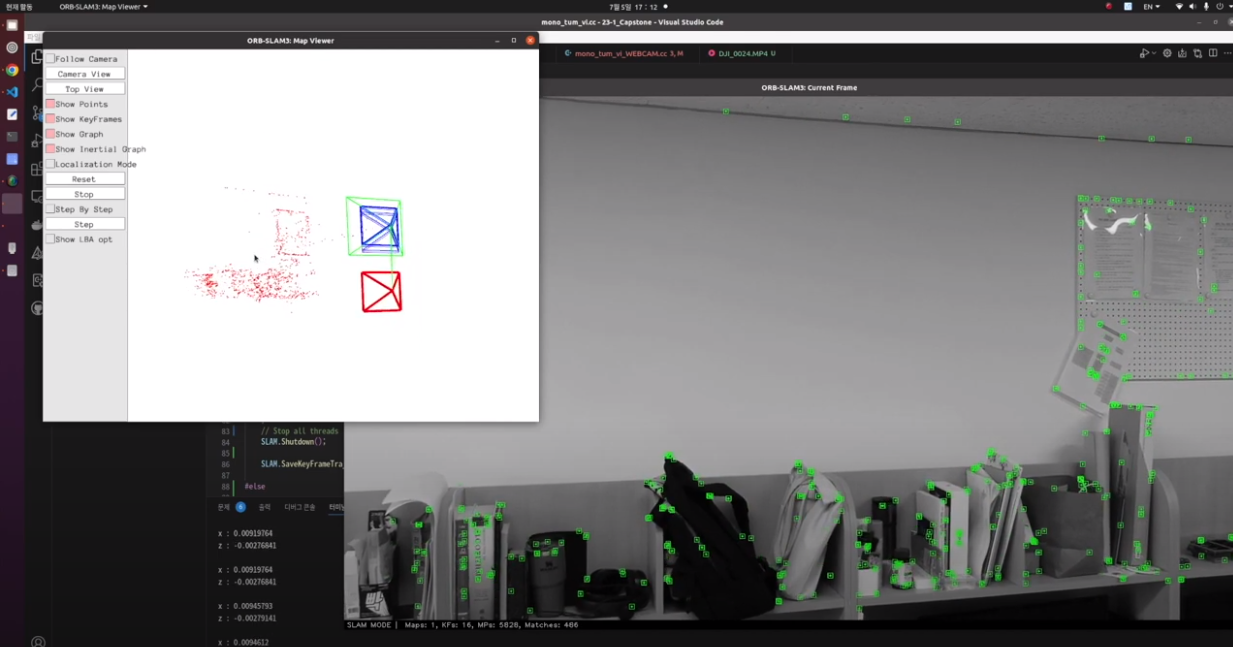 현재 활동
ORB-SLAM3: Map Viewer
7월 5일 17 : 12
EN
mono_tum_vi.cc - 23-1_Capstone - Visual Studio Code
ORB-SLAM3: Map Viewer
mono_tum_vi_WEBCAM.cc 3, M
DJI_0024.MP4 U
ORB-SLAM3: Current Frame
Follow Camera
Camera View
Top View
Show Points
Show KeyFrames
Show Graph
Show Inertial Graph
Localization Mode
Reset
Stop
Step By Step
Step
Show LBA opt
83 // Stop all threads
84 SLAM.Shutdown();
85
86 SLAM.SaveKeyFrameTra
87
88 #else
문제
출력 디버그 콘솔 터미널
x : 0.00919764
z : -0.00276841
x : 0.00919764
z : -0.00276841
x : 0.00945793
z : -0.00279141
x : 0.0094612
SLAM MODE | Maps: 1, KFs: 16, MPs: 5828, Matches: 486